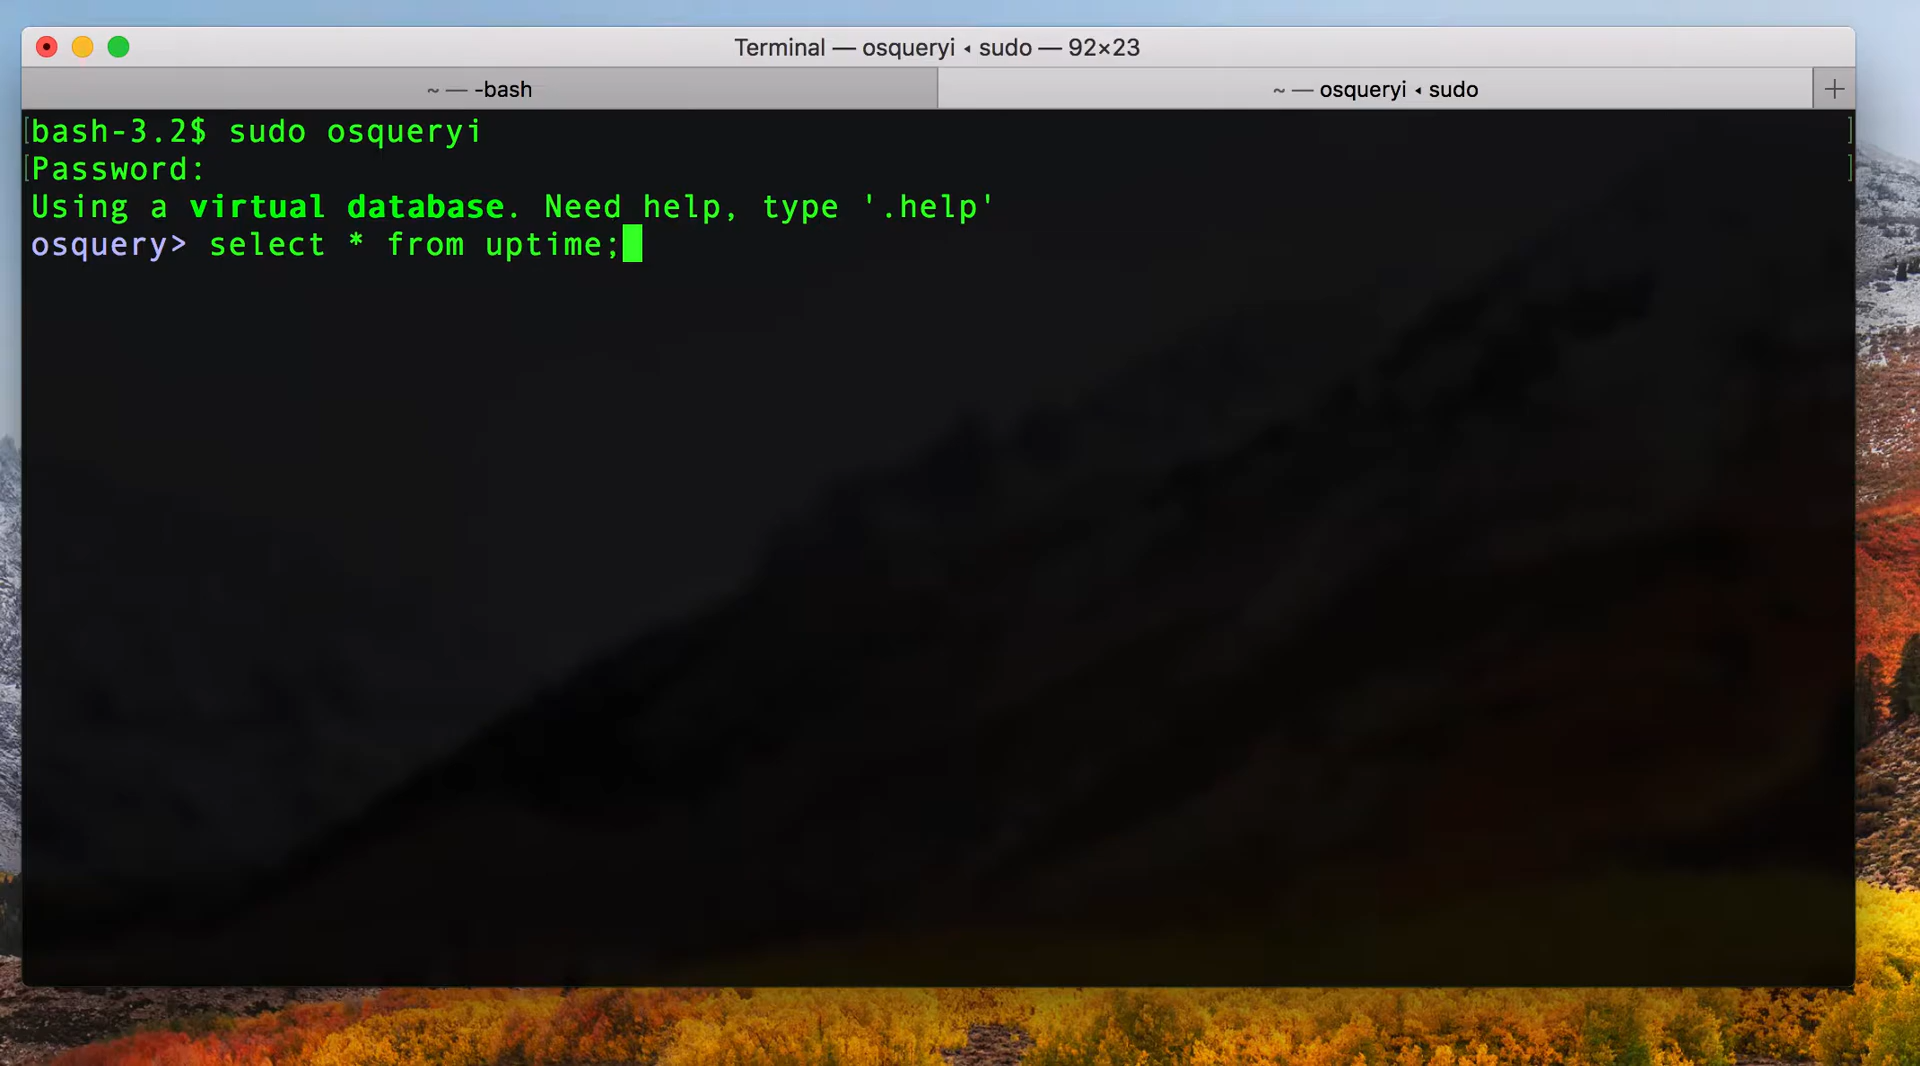 Terminal — osqueryi ◂ sudo — 92×23
~ — -bash
~ — osqueryi ◂ sudo
[bash-3.2$ sudo osqueryi ]
[Password: ]
Using a virtual database. Need help, type '.help'
osquery> select * from uptime;